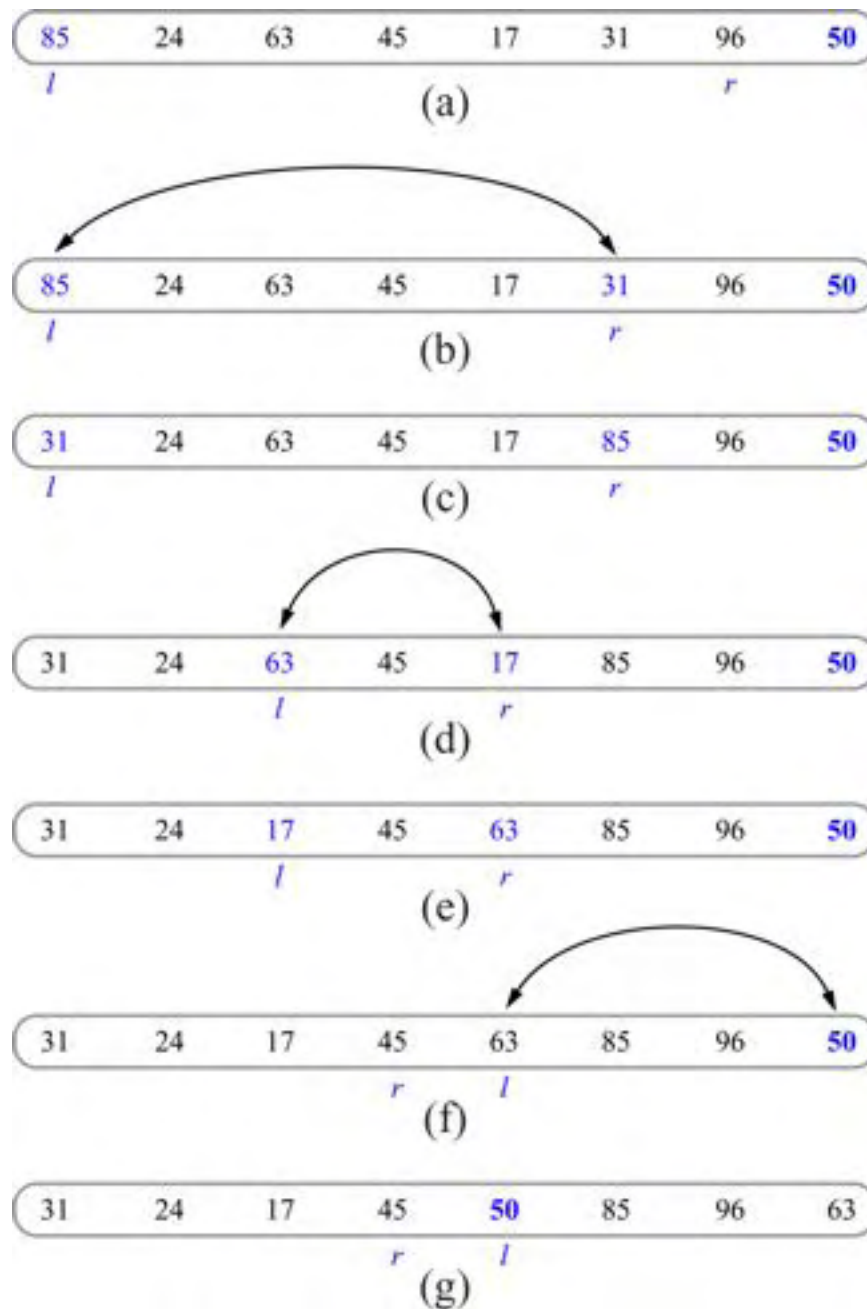 85 24 63 45 17 31 96 50
l r
(a)
85 24 63 45 17 31 96 50
l r
(b)
31 24 63 45 17 85 96 50
l r
(c)
31 24 63 45 17 85 96 50
l r
(d)
31 24 17 45 63 85 96 50
l r
(e)
31 24 17 45 63 85 96 50
r l
(f)
31 24 17 45 50 85 96 63
r l
(g)